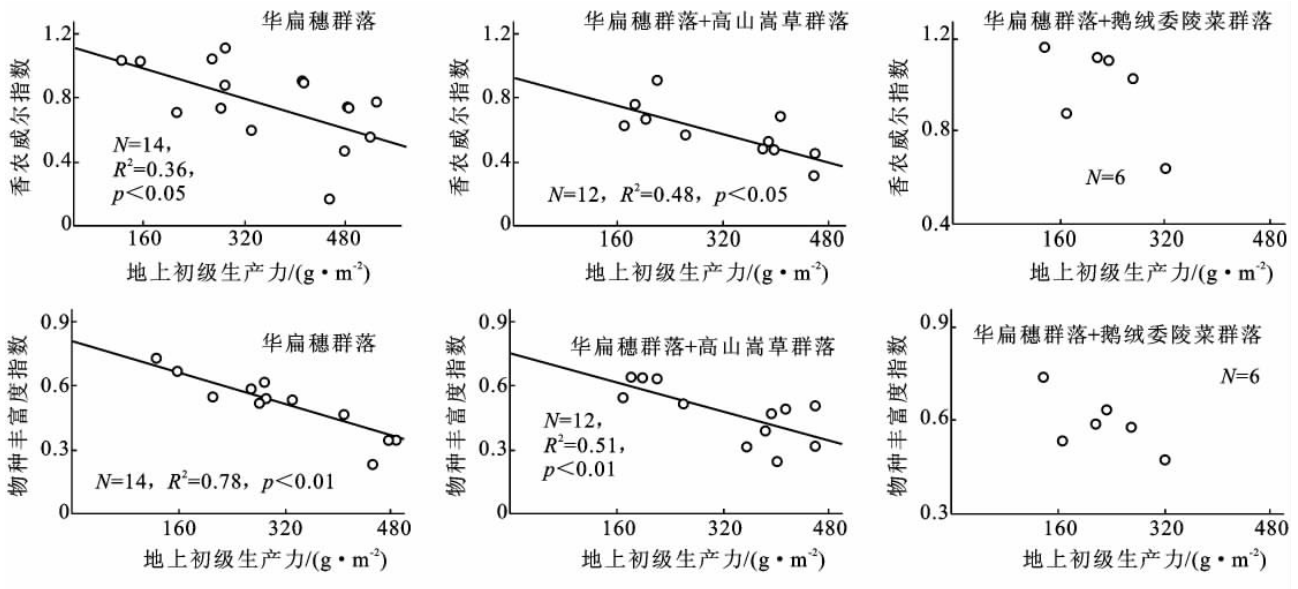 华扁穗群落
1.2
0.8
0.4
0
香农威尔指数
N=14,
R²=0.36,
p<0.05
160 320 480
地上初级生产力/(g·m⁻²)
华扁穗群落+高山嵩草群落
1.2
0.8
0.4
0
香农威尔指数
N=12, R²=0.48, p<0.05
160 320 480
地上初级生产力/(g·m⁻²)
华扁穗群落+鹅绒委陵菜群落
1.2
0.8
0.4
香农威尔指数
N=6
160 320 480
地上初级生产力/(g·m⁻²)
华扁穗群落
0.9
0.6
0.3
0
物种丰富度指数
N=14, R²=0.78, p<0.01
160 320 480
地上初级生产力/(g·m⁻²)
华扁穗群落+高山嵩草群落
0.9
0.6
0.3
0
物种丰富度指数
N=12,
R²=0.51,
p<0.01
160 320 480
地上初级生产力/(g·m⁻²)
华扁穗群落+鹅绒委陵菜群落
0.9
0.6
0.3
物种丰富度指数
N=6
160 320 480
地上初级生产力/(g·m⁻²)